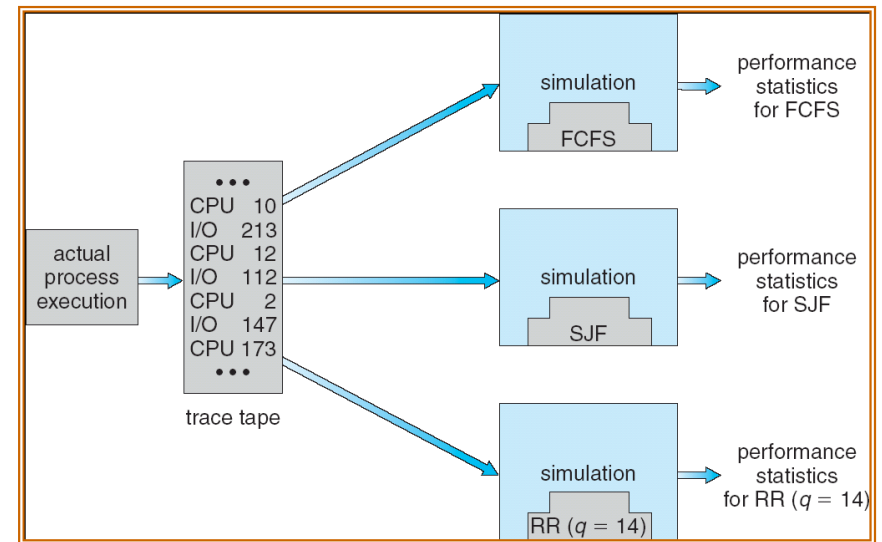 actual
process
execution
• • •
CPU 10
I/O 213
CPU 12
I/O 112
CPU 2
I/O 147
CPU 173
• • •
trace tape
simulation
FCFS
performance
statistics
for FCFS
simulation
SJF
performance
statistics
for SJF
simulation
RR (q = 14)
performance
statistics
for RR (q = 14)